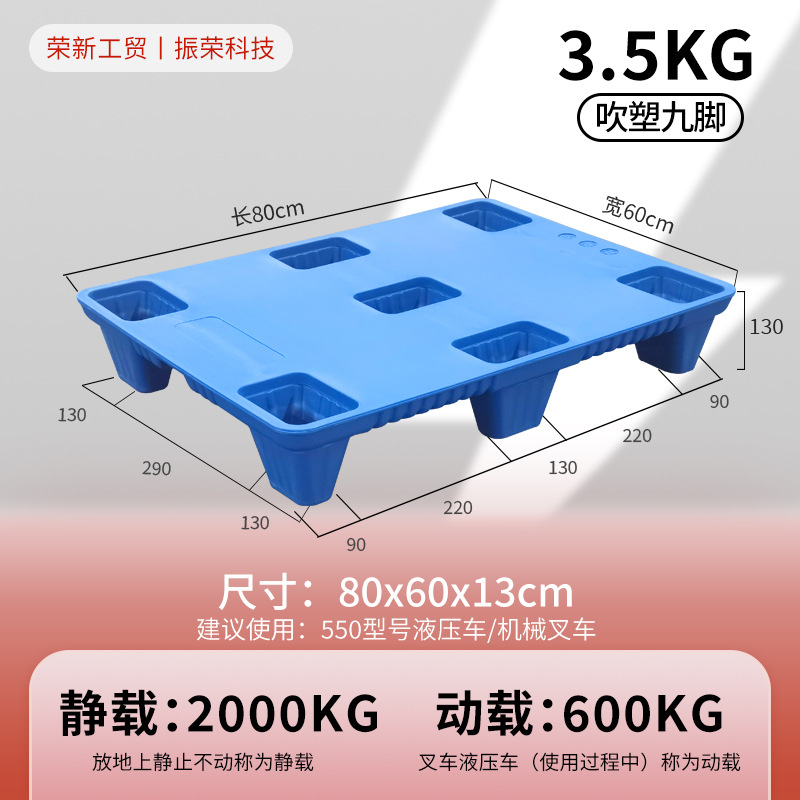 荣新工贸丨振荣科技
3.5KG
吹塑九脚
长80cm
宽60cm
130
130
290
130
90
220
130
220
90
尺寸：80x60x13cm
建议使用：550型号液压车/机械叉车
静载：2000KG
放地上静止不动称为静载
动载：600KG
叉车液压车（使用过程中）称为动载